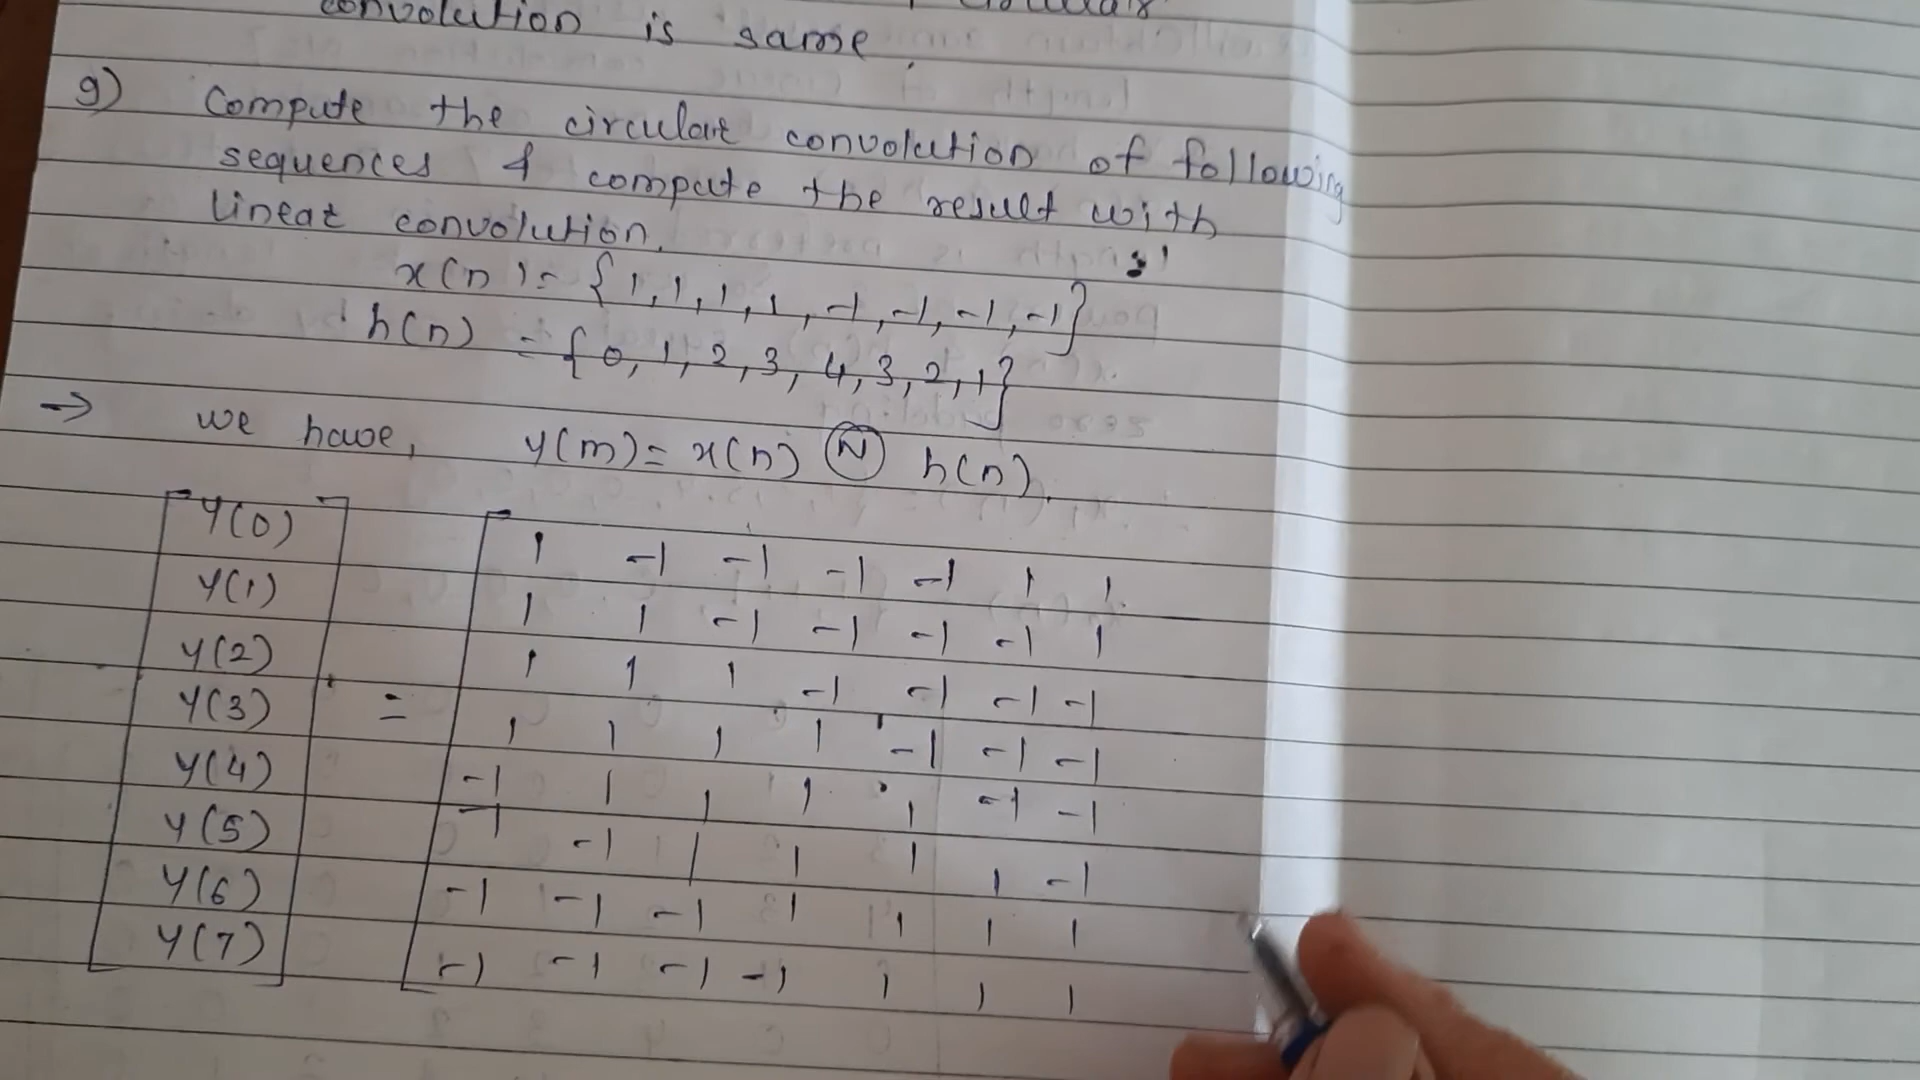 convolution is same.
9) Compute the circular convolution of following
sequences & compute the result with
linear convolution.
x(n) = {1,1,1,1,-1,-1,-1,-1}
h(n) = {0,1,2,3,4,3,2,1}
→ we have, y(m) = x(n) Ⓝ h(n).
Y(0) 1 -1 -1 -1 -1 1 1
Y(1) 1 1 -1 -1 -1 -1 1
Y(2) 1 1 1 -1 -1 -1 -1
Y(3) = 1 1 1 1 -1 -1 -1
Y(4) -1 1 1 1 1 -1 -1
Y(5) -1 -1 1 1 1 1 -1
Y(6) -1 -1 -1 1 1 1 1
Y(7) -1 -1 -1 -1 1 1 1